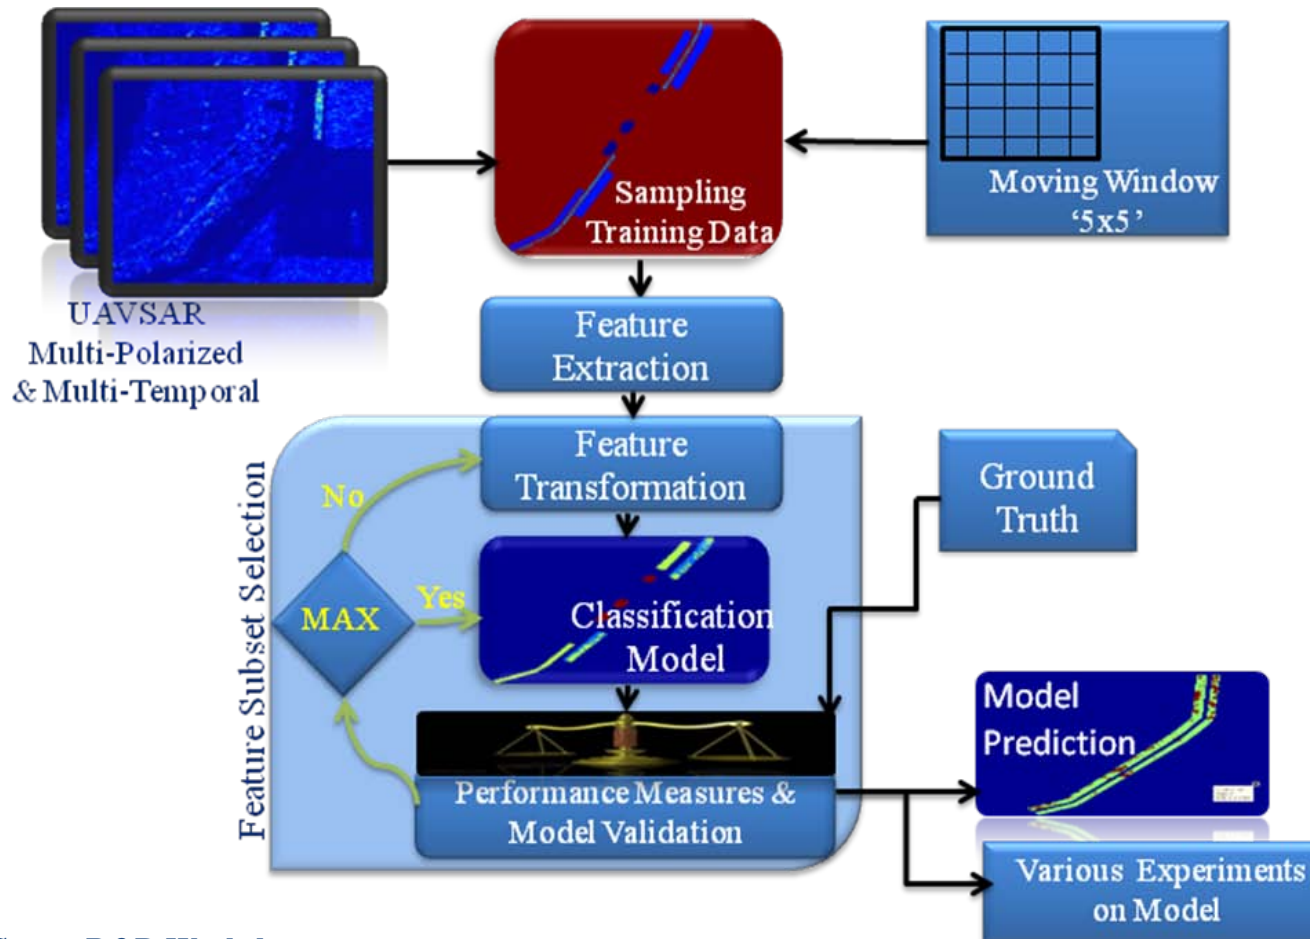 UAVSAR
Multi-Polarized
& Multi-Temporal
Sampling
Training Data
Moving Window
‘5x5’
Feature
Extraction
Feature Subset Selection
Feature
Transformation
No
MAX
Yes
Classification
Model
Ground
Truth
Performance Measures &
Model Validation
Model
Prediction
Various Experiments
on Model